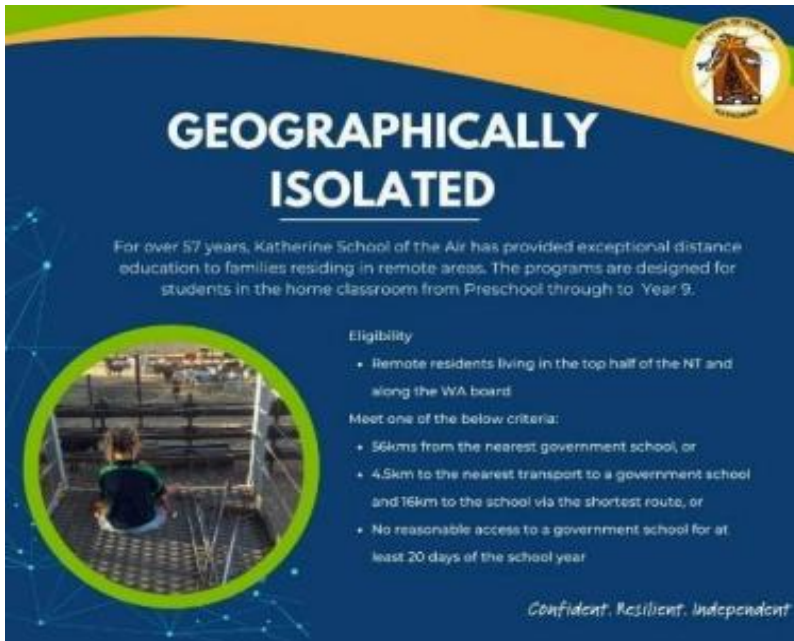 SCHOOL OF THE AIR
KATHERINE
GEOGRAPHICALLY
ISOLATED
For over 57 years, Katherine School of the Air has provided exceptional distance
education to families residing in remote areas. The programs are designed for
students in the home classroom from Preschool through to Year 9.
Eligibility
• Remote residents living in the top half of the NT and
along the WA board
Meet one of the below criteria:
• 56kms from the nearest government school, or
• 4.5km to the nearest transport to a government school
and 16km to the school via the shortest route, or
• No reasonable access to a government school for at
least 20 days of the school year
Confident. Resilient. Independent